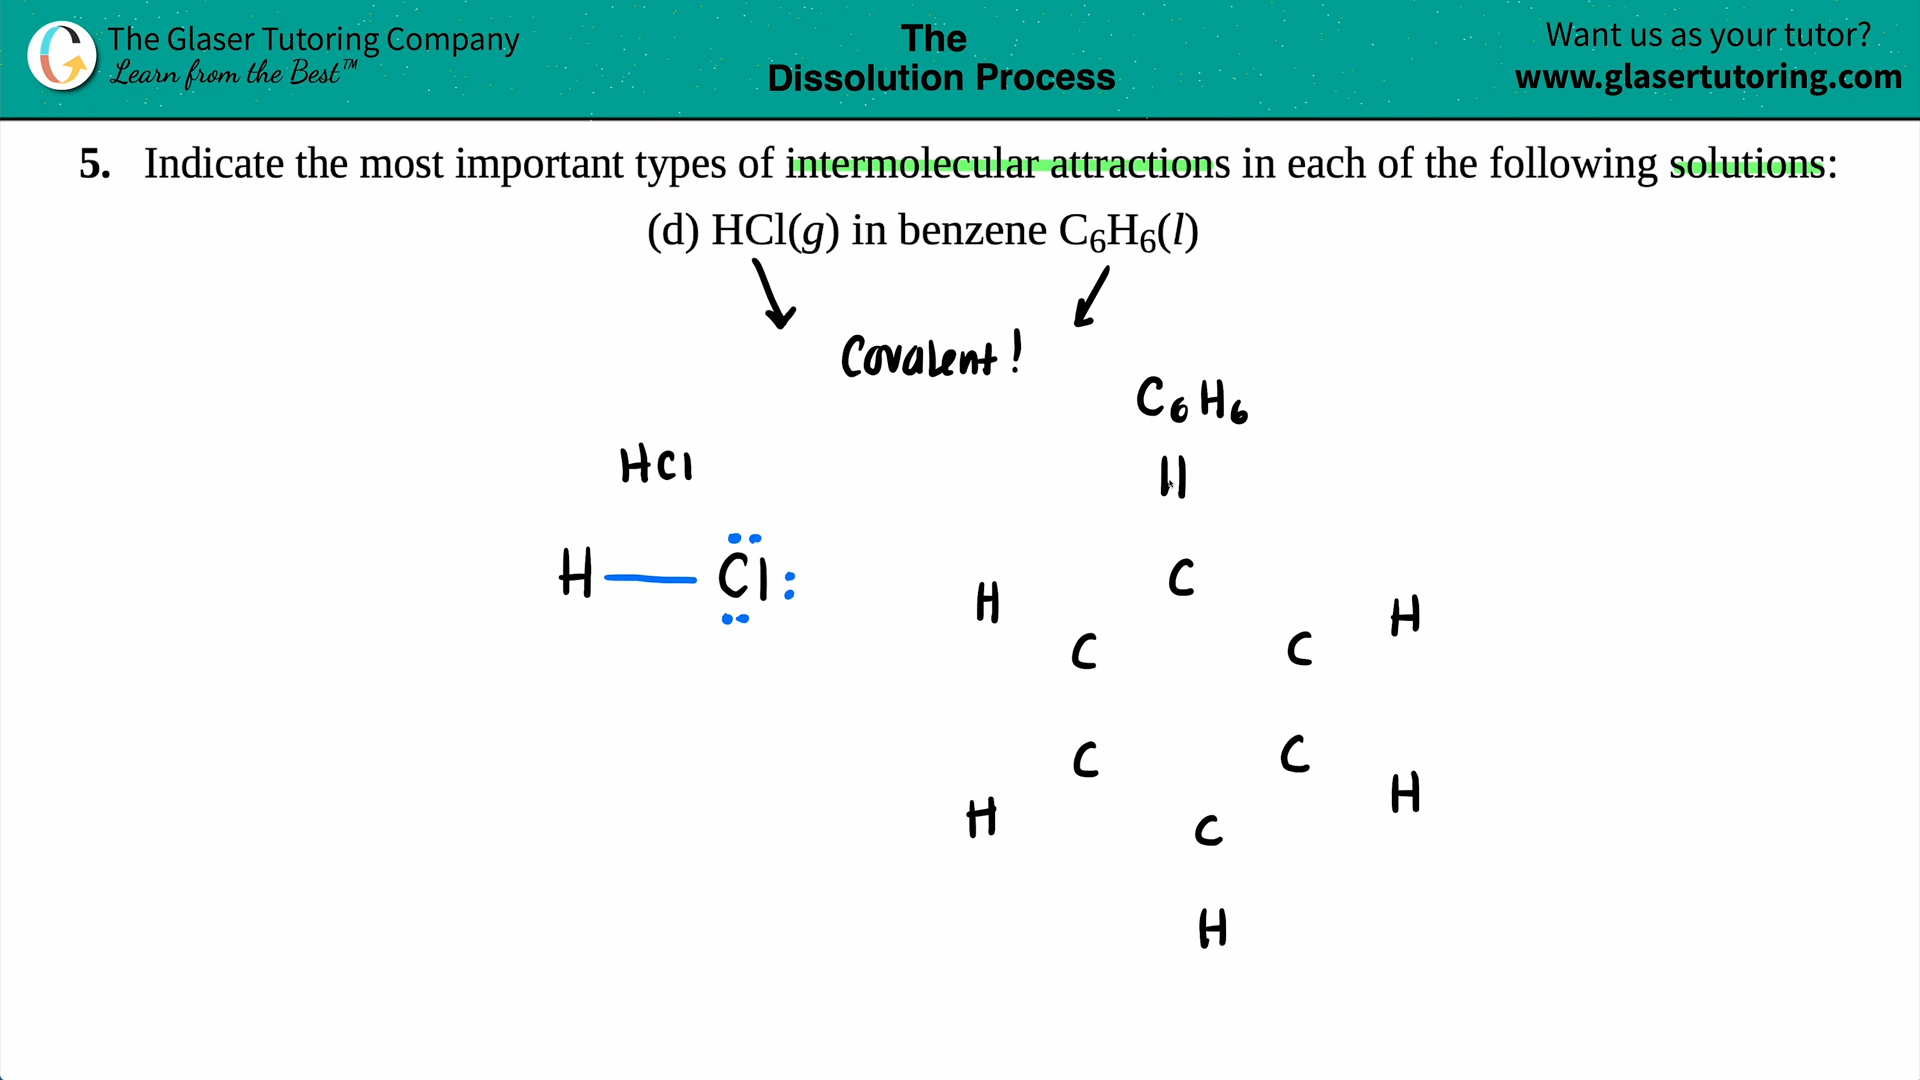 The Glaser Tutoring Company
Learn from the Best™
The
Dissolution Process
Want us as your tutor?
www.glasertutoring.com
5. Indicate the most important types of intermolecular attractions in each of the following solutions:
(d) HCl(g) in benzene C₆H₆(l)
Covalent!
C₆H₆
HCl
H
H — Cl
C
H
H
C
C
C
C
H
H
C
H